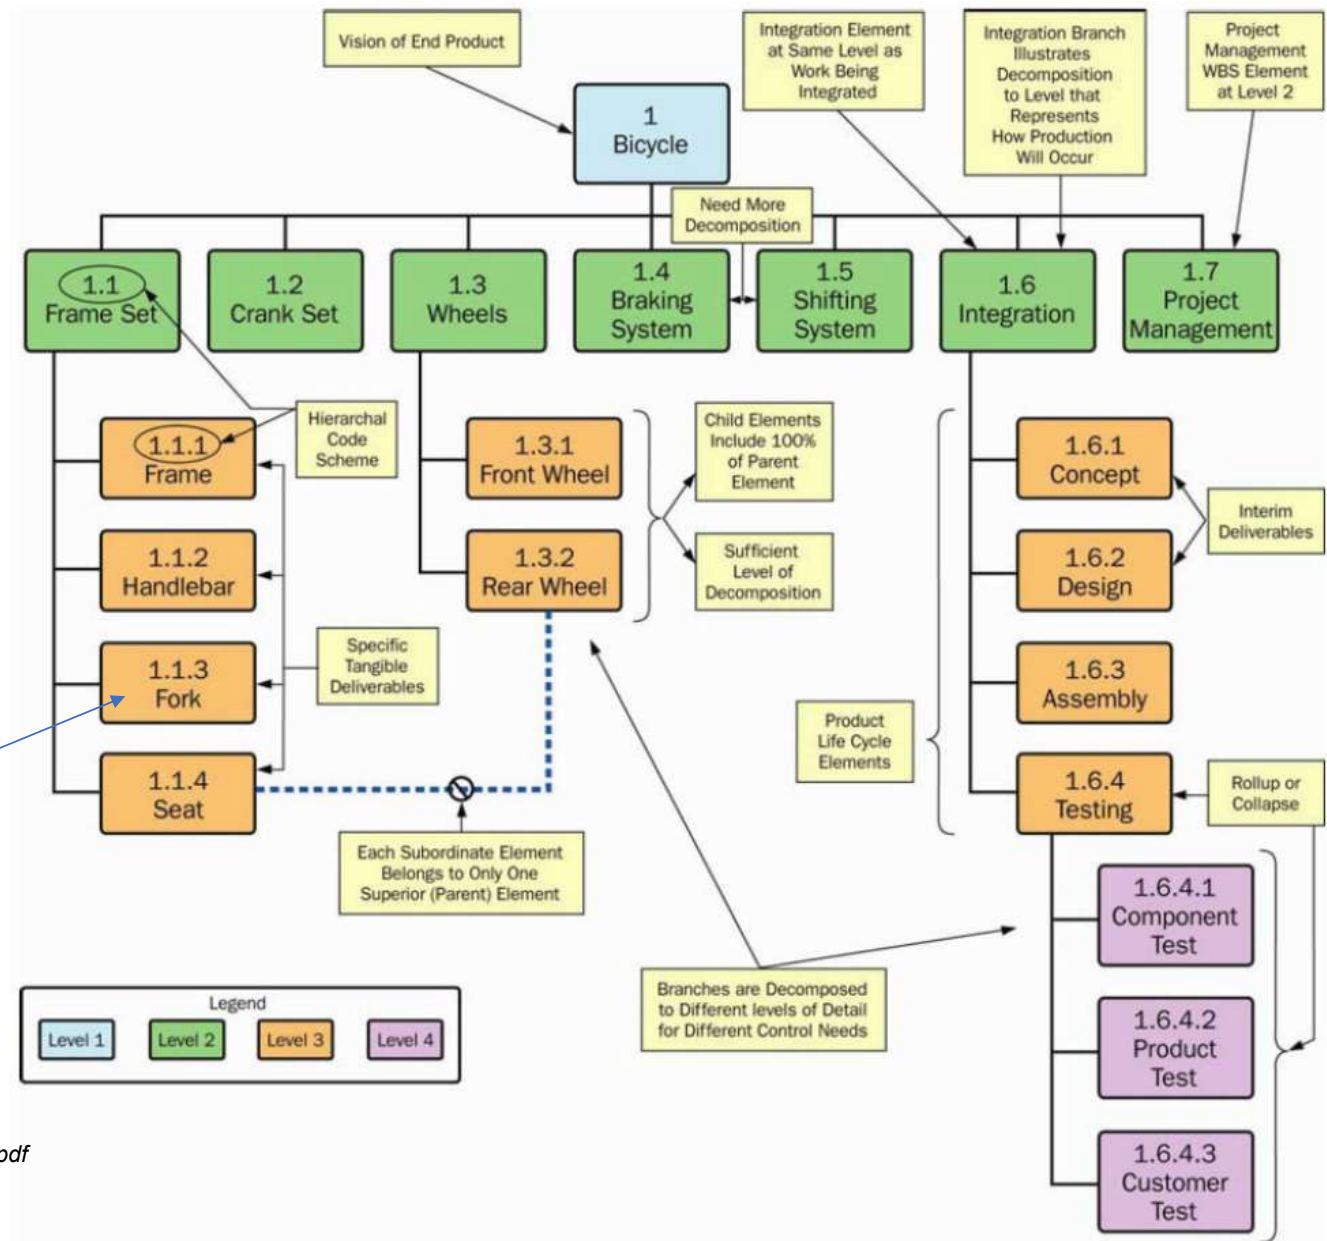 Vision of End Product
Integration Element
at Same Level as
Work Being
Integrated
Integration Branch
Illustrates
Decomposition
to Level that
Represents
How Production
Will Occur
Project
Management
WBS Element
at Level 2
1
Bicycle
Need More
Decomposition
1.1
Frame Set
1.2
Crank Set
1.3
Wheels
1.4
Braking
System
1.5
Shifting
System
1.6
Integration
1.7
Project
Management
Hierarchal
Code
Scheme
1.1.1
Frame
1.1.2
Handlebar
1.1.3
Fork
1.1.4
Seat
Specific
Tangible
Deliverables
1.3.1
Front Wheel
1.3.2
Rear Wheel
Child Elements
Include 100%
of Parent
Element
Sufficient
Level of
Decomposition
Each Subordinate Element
Belongs to Only One
Superior (Parent) Element
Product
Life Cycle
Elements
1.6.1
Concept
1.6.2
Design
1.6.3
Assembly
1.6.4
Testing
Interim
Deliverables
Rollup or
Collapse
1.6.4.1
Component
Test
1.6.4.2
Product
Test
1.6.4.3
Customer
Test
Branches are Decomposed
to Different levels of Detail
for Different Control Needs
Legend
Level 1
Level 2
Level 3
Level 4
pdf